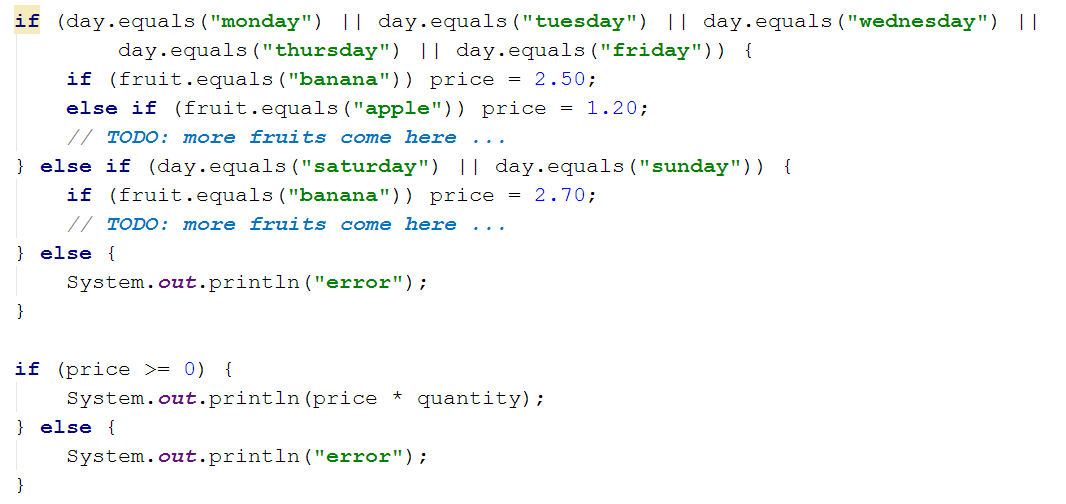 if (day.equals("monday") || day.equals("tuesday") || day.equals("wednesday") ||
        day.equals("thursday") || day.equals("friday")) {
    if (fruit.equals("banana")) price = 2.50;
    else if (fruit.equals("apple")) price = 1.20;
    // TODO: more fruits come here ...
} else if (day.equals("saturday") || day.equals("sunday")) {
    if (fruit.equals("banana")) price = 2.70;
    // TODO: more fruits come here ...
} else {
    System.out.println("error");
}

if (price >= 0) {
    System.out.println(price * quantity);
} else {
    System.out.println("error");
}